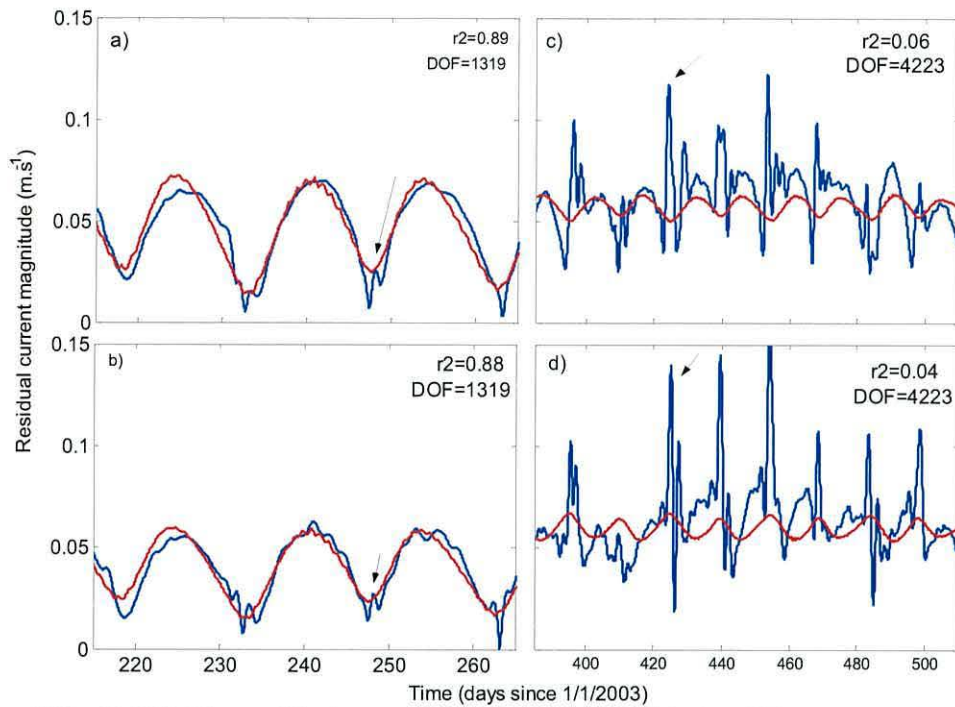 Residual current magnitude (m.s¹)
a)
r2=0.89
DOF=1319
0.15
0.1
0.05
0
c)
r2=0.06
DOF=4223
b)
r2=0.88
DOF=1319
0.15
0.1
0.05
0
d)
r2=0.04
DOF=4223
220 230 240 250 260
400 420 440 460 480 500
Time (days since 1/1/2003)